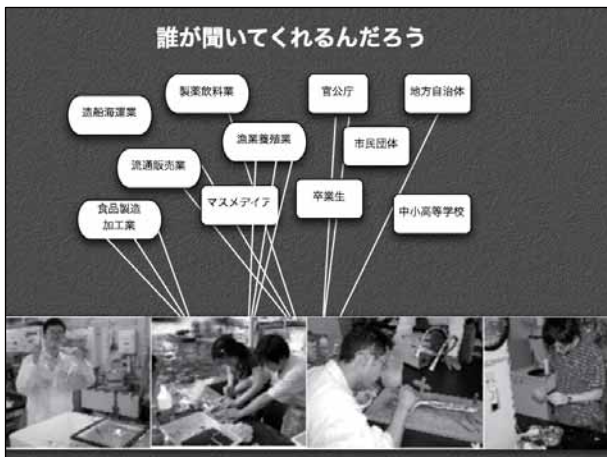 誰が聞いてくれるんだろう
製薬飲料業
官公庁
地方自治体
造船海運業
漁業養殖業
市民団体
流通販売業
マスメデイア
卒業生
中小高等学校
食品製造
加工業